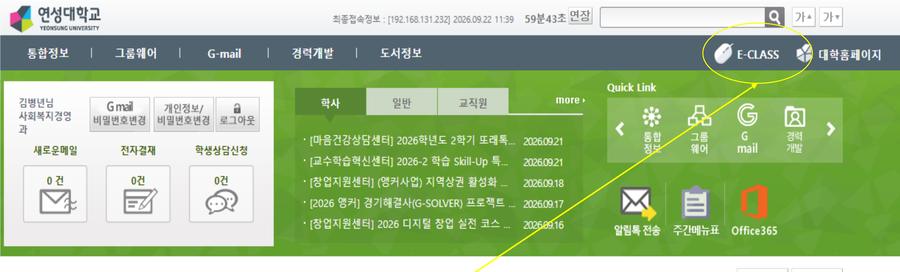 연성대학교
YEONSUNG UNIVERSITY
최종접속정보 : [192.168.131.232] 2026.09.22 11:39 59분43초 연장
가▲ 가▼
통합정보 | 그룹웨어 | G-mail | 경력개발 | 도서정보
E-CLASS 대학홈페이지
김병년님
사회복지경영
과
G mail
비밀번호변경
개인정보/
비밀번호변경
로그아웃
새로운메일 전자결재 학생상담신청
0 건 0건 0 건
학사 일반 교직원 more ›
· [마음건강상담센터] 2026학년도 2학기 또래톡... 2026.09.21
· [교수학습혁신센터] 2026-2 학습 Skill-Up 특... 2026.09.21
· [창업지원센터] (앵커사업) 지역상권 활성화 ... 2026.09.18
· [2026 앵커] 경기해결사(G-SOLVER) 프로젝트 ... 2026.09.17
· [창업지원센터] 2026 디지털 창업 실전 코스 ... 2026.09.16
Quick Link
통합
정보
그룹
웨어
G
mail
경력
개발
알림톡 전송 주간메뉴표 Office365